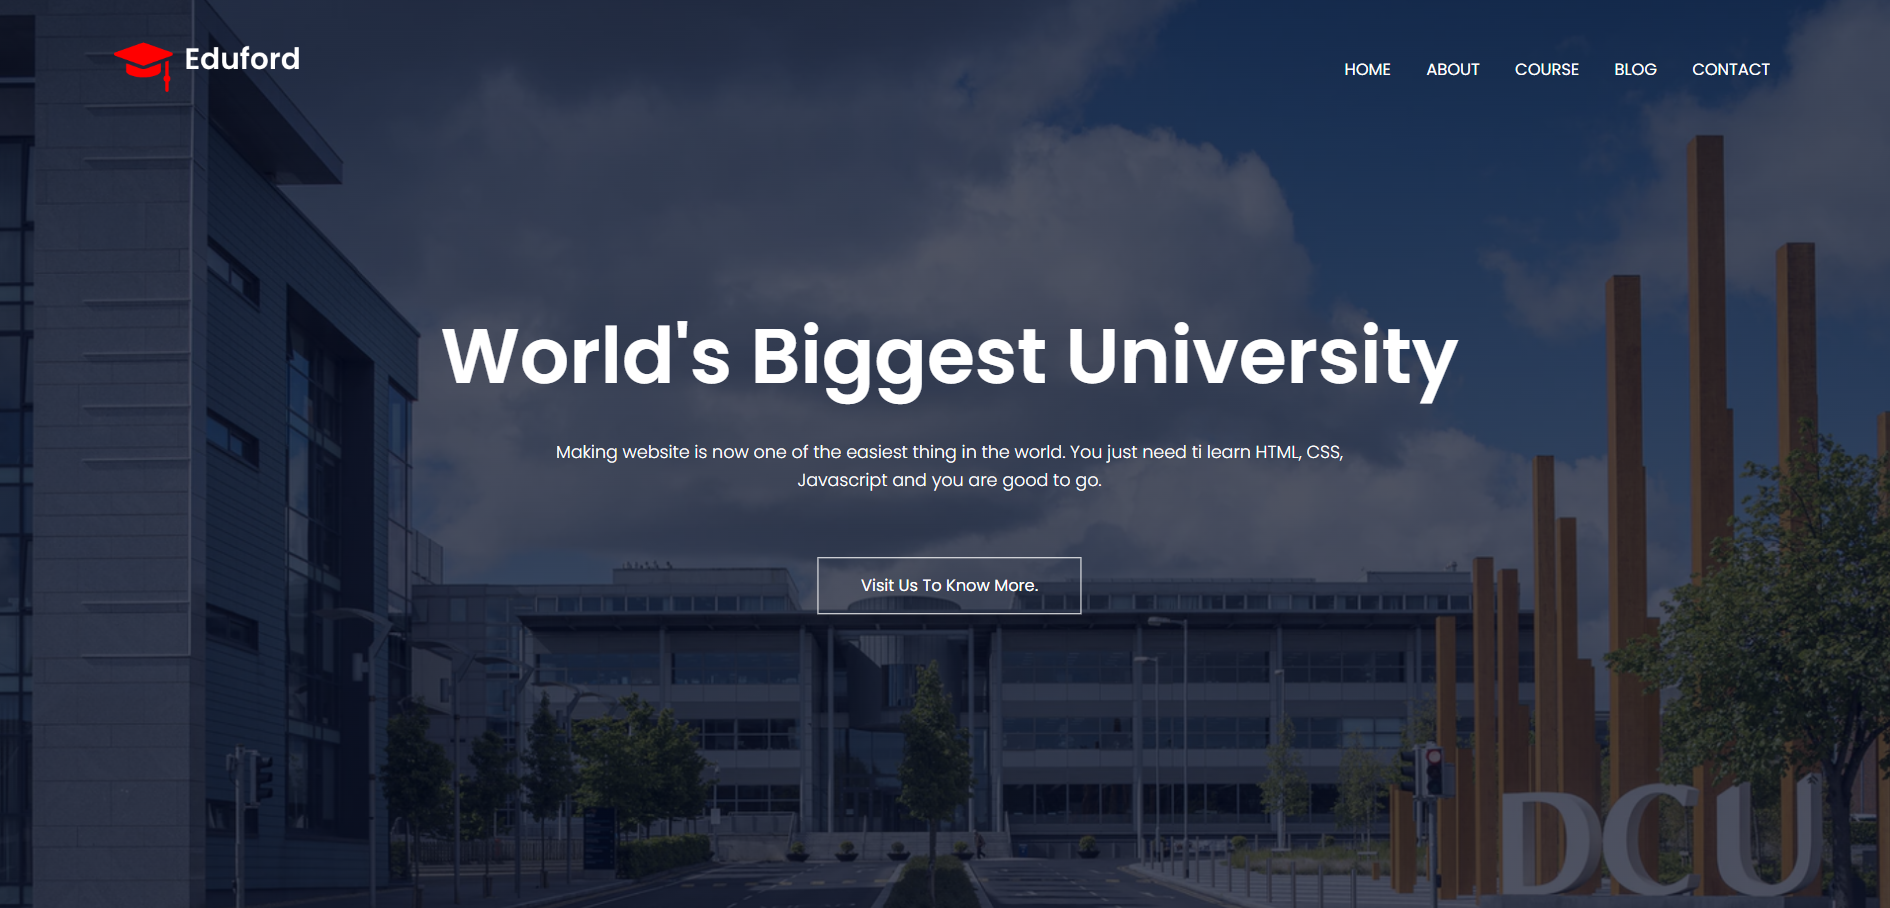 Eduford
HOME ABOUT COURSE BLOG CONTACT
World's Biggest University
Making website is now one of the easiest thing in the world. You just need ti learn HTML, CSS,
Javascript and you are good to go.
Visit Us To Know More.
DCU